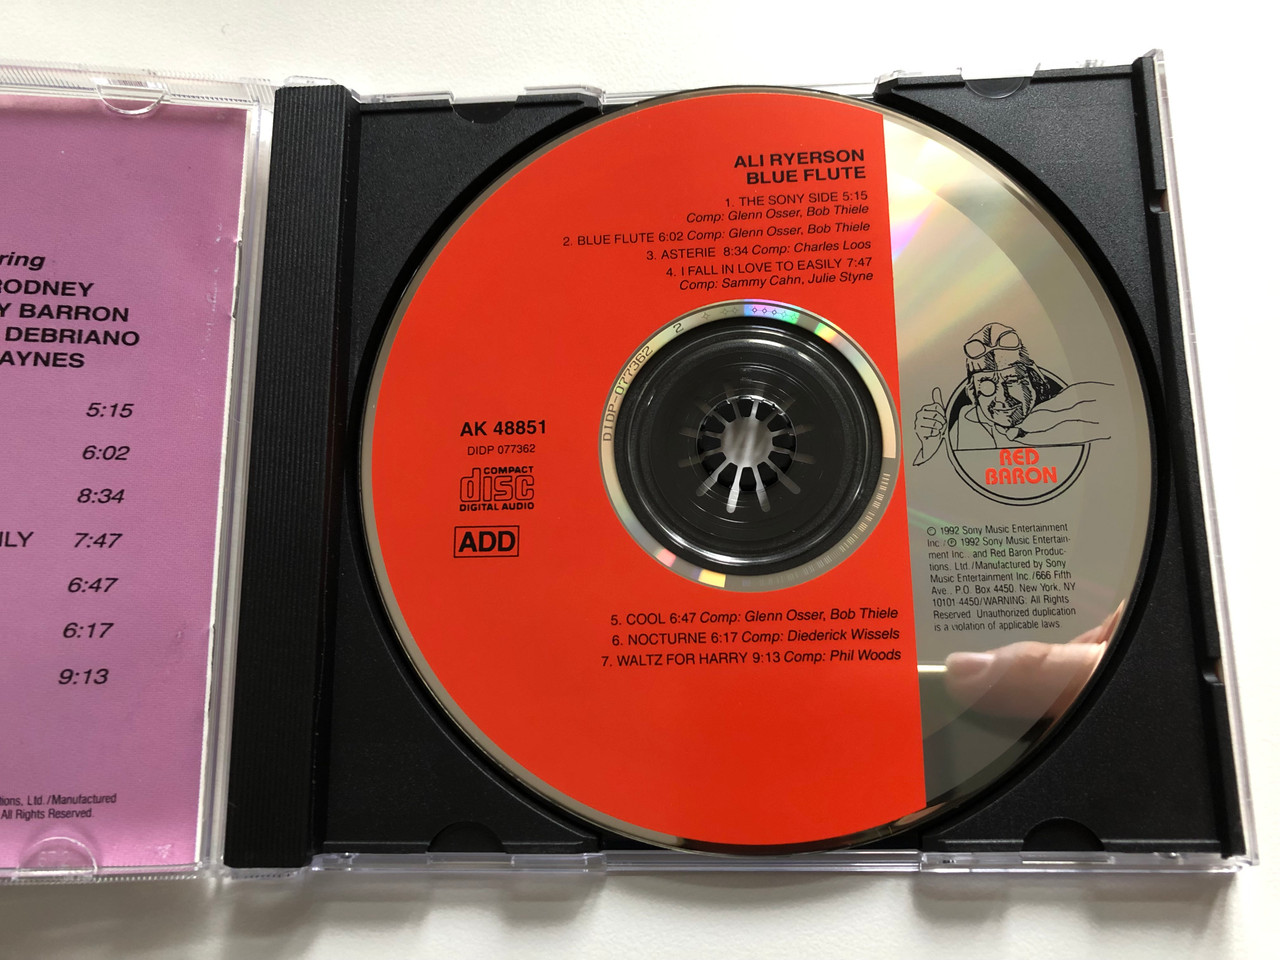 RODNEY
Y BARRON
DEBRIANO
AYNES
5:15
6:02
8:34
ILY 7:47
6:47
6:17
9:13
tions, Ltd./Manufactured
All Rights Reserved.
ALI RYERSON
BLUE FLUTE
1. THE SONY SIDE 5:15
Comp: Glenn Osser, Bob Thiele
2. BLUE FLUTE 6:02 Comp: Glenn Osser, Bob Thiele
3. ASTERIE 8:34 Comp: Charles Loos
4. I FALL IN LOVE TO EASILY 7:47
Comp: Sammy Cahn, Julie Styne
DIDP-077362 2
AK 48851
DIDP 077362
COMPACT
disc
DIGITAL AUDIO
ADD
5. COOL 6:47 Comp: Glenn Osser, Bob Thiele
6. NOCTURNE 6:17 Comp: Diederick Wissels
7. WALTZ FOR HARRY 9:13 Comp: Phil Woods
RED
BARON
© 1992 Sony Music Entertainment
Inc./℗ 1992 Sony Music Entertain-
ment Inc., and Red Baron Produc-
tions, Ltd./Manufactured by Sony
Music Entertainment Inc./666 Fifth
Ave., P.O. Box 4450, New York, NY
10101-4450/WARNING: All Rights
Reserved. Unauthorized duplication
is a violation of applicable laws.